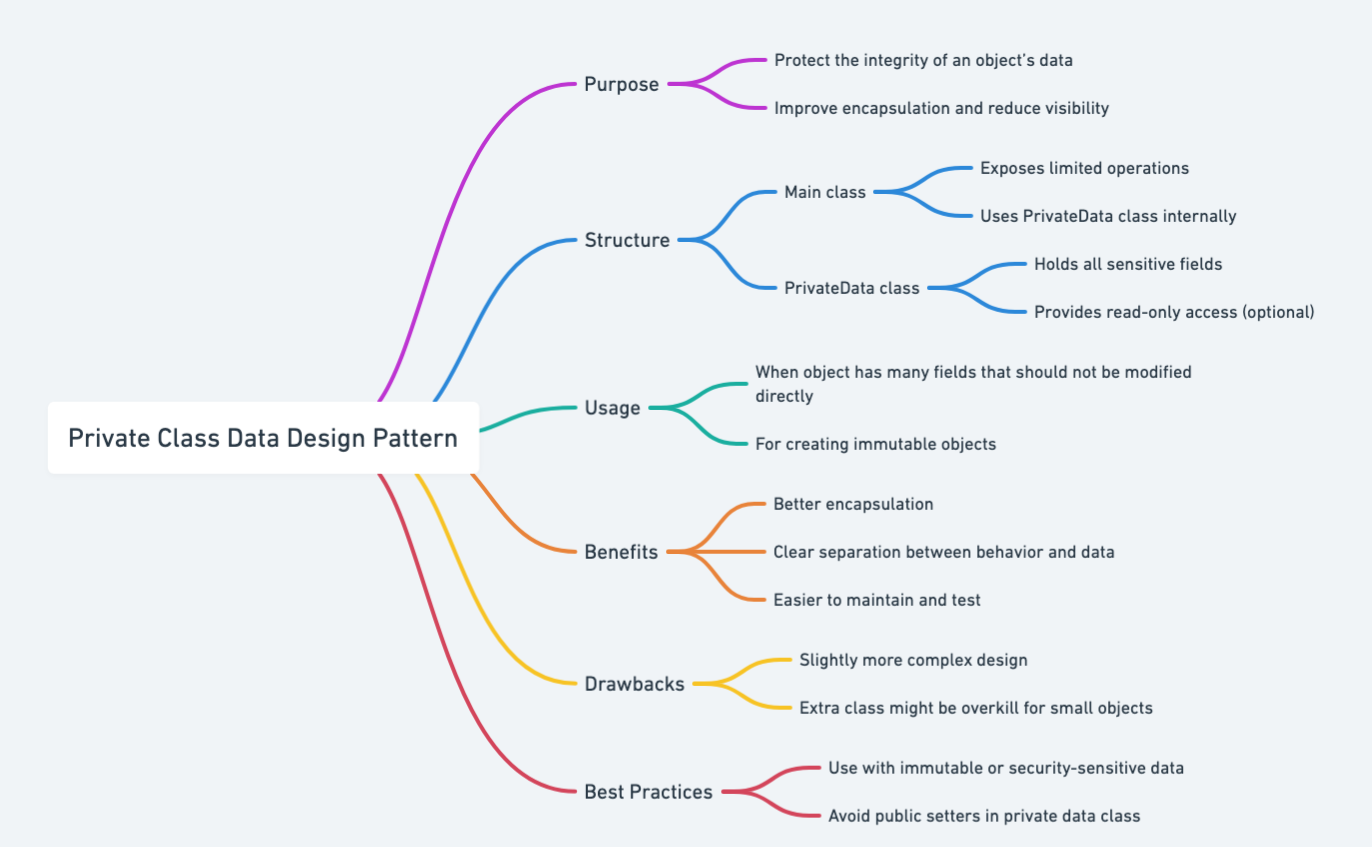 Private Class Data Design Pattern
Purpose
Protect the integrity of an object's data
Improve encapsulation and reduce visibility
Structure
Main class
Exposes limited operations
Uses PrivateData class internally
PrivateData class
Holds all sensitive fields
Provides read-only access (optional)
Usage
When object has many fields that should not be modified
directly
For creating immutable objects
Benefits
Better encapsulation
Clear separation between behavior and data
Easier to maintain and test
Drawbacks
Slightly more complex design
Extra class might be overkill for small objects
Best Practices
Use with immutable or security-sensitive data
Avoid public setters in private data class